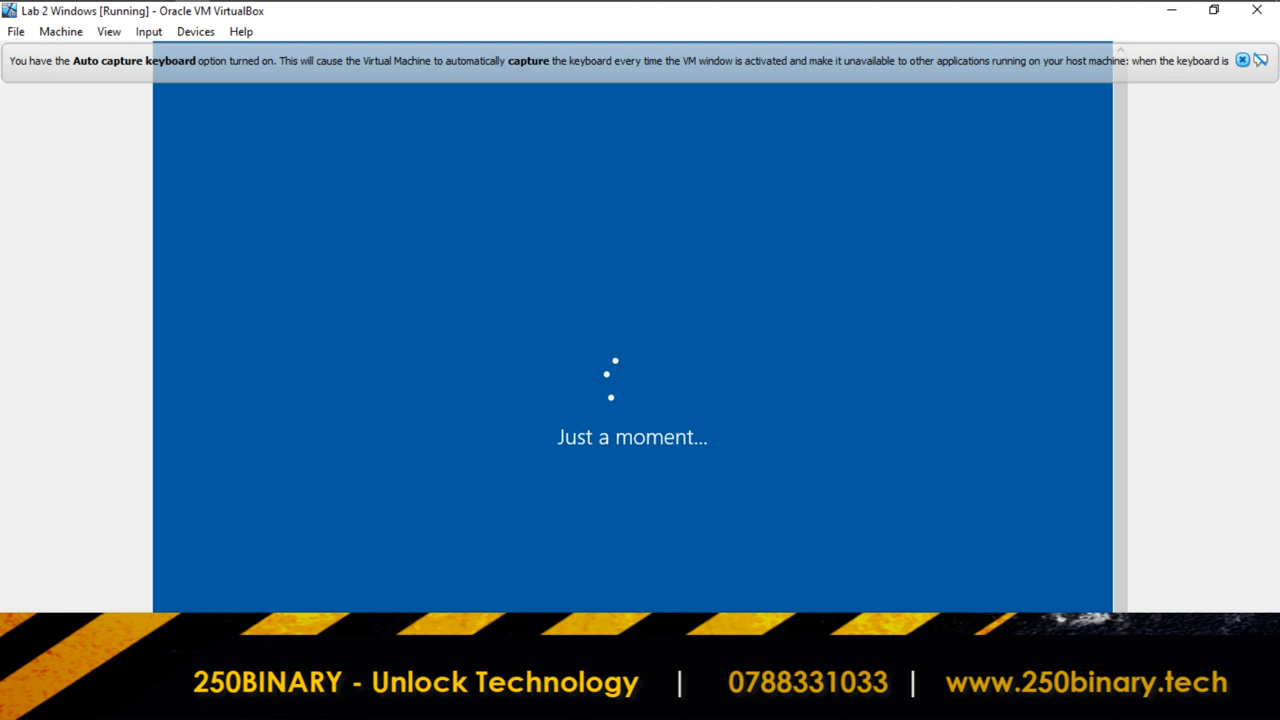 Lab 2 Windows [Running] - Oracle VM VirtualBox
File Machine View Input Devices Help
You have the Auto capture keyboard option turned on. This will cause the Virtual Machine to automatically capture the keyboard every time the VM window is activated and make it unavailable to other applications running on your host machine: when the keyboard is
Just a moment...
250BINARY - Unlock Technology | 0788331033 | www.250binary.tech